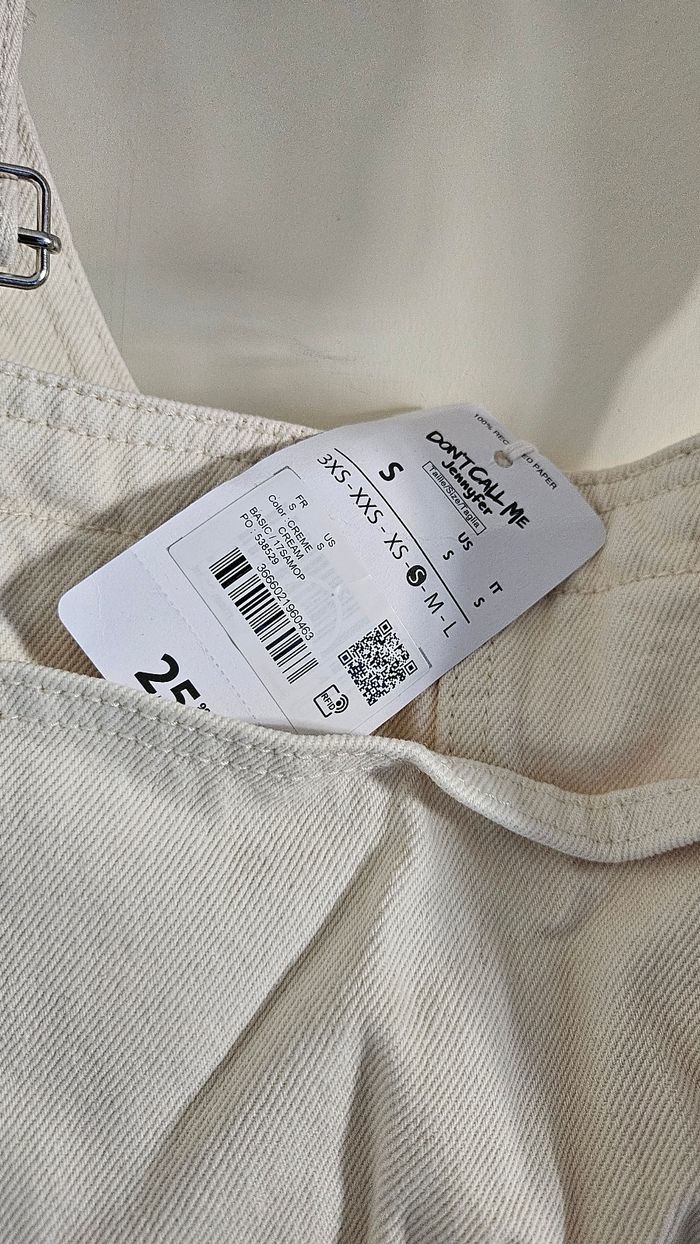 100% REC ED PAPER
DON'T CALL ME
Jennyfer
Taille/Size/Taglia
S
US
IT
S
S
3XS - XXS - XS - S - M - L
FR
US
S
S
Color : CREME
CREAM
BASIC / 17SAMOP
PO : 538529
3666021960463
RFID
25